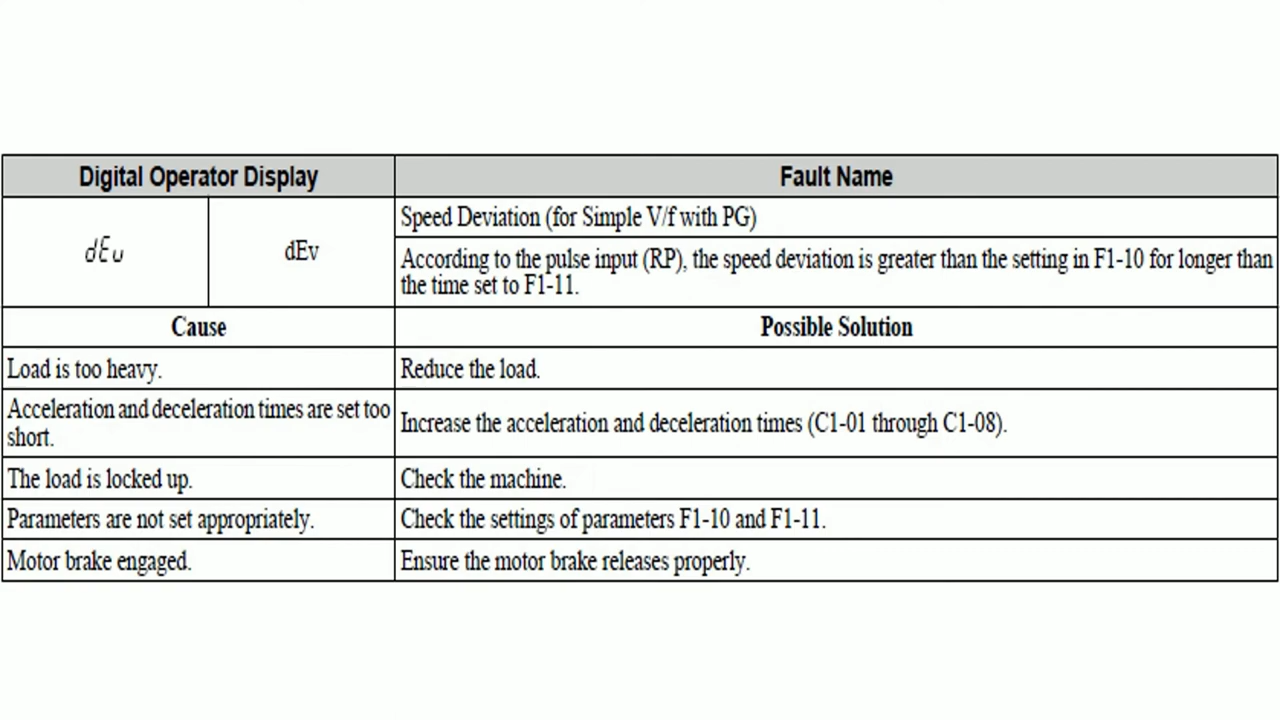 Digital Operator Display
Fault Name
dEv
dEv
Speed Deviation (for Simple V/f with PG)
According to the pulse input (RP), the speed deviation is greater than the setting in F1-10 for longer than
the time set to F1-11.
Cause
Possible Solution
Load is too heavy.
Reduce the load.
Acceleration and deceleration times are set too
short.
Increase the acceleration and deceleration times (C1-01 through C1-08).
The load is locked up.
Check the machine.
Parameters are not set appropriately.
Check the settings of parameters F1-10 and F1-11.
Motor brake engaged.
Ensure the motor brake releases properly.